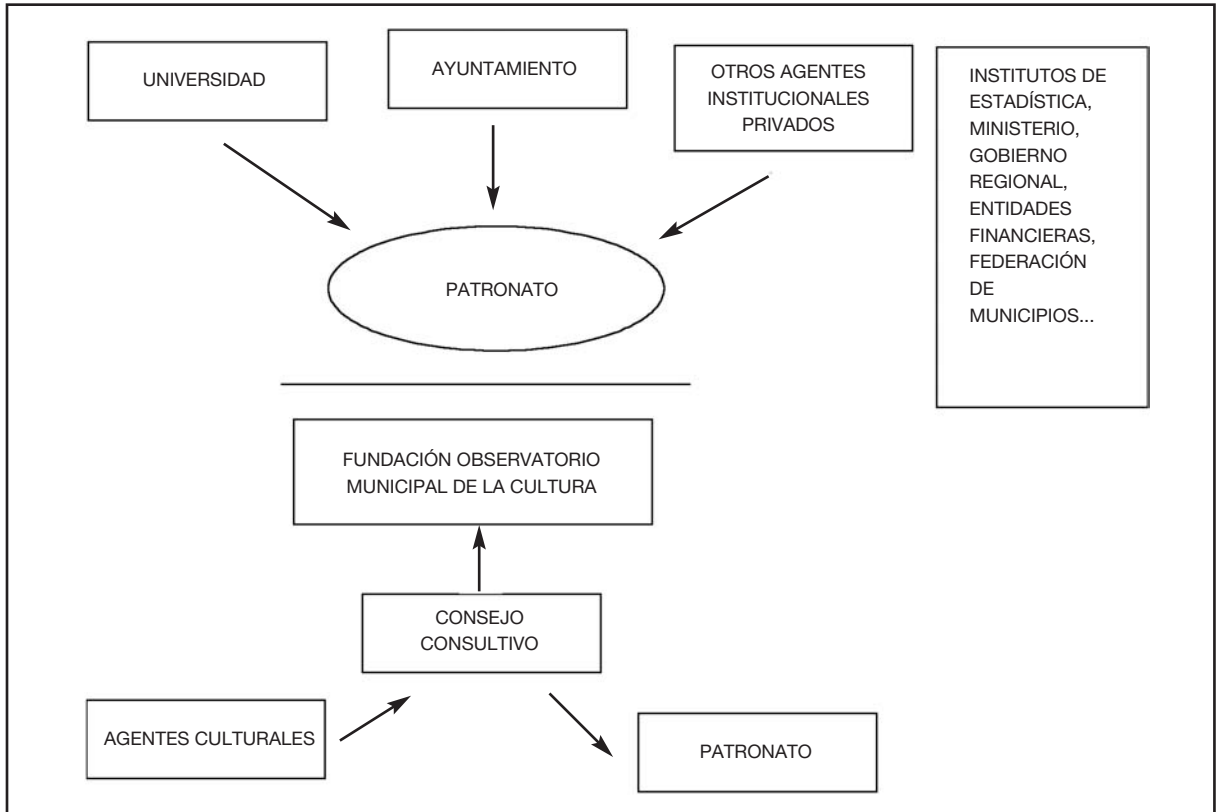 UNIVERSIDAD
AYUNTAMIENTO
OTROS AGENTES
INSTITUCIONALES
PRIVADOS
INSTITUTOS DE
ESTADÍSTICA,
MINISTERIO,
GOBIERNO
REGIONAL,
ENTIDADES
FINANCIERAS,
FEDERACIÓN
DE
MUNICIPIOS...
PATRONATO
FUNDACIÓN OBSERVATORIO
MUNICIPAL DE LA CULTURA
CONSEJO
CONSULTIVO
AGENTES CULTURALES
PATRONATO